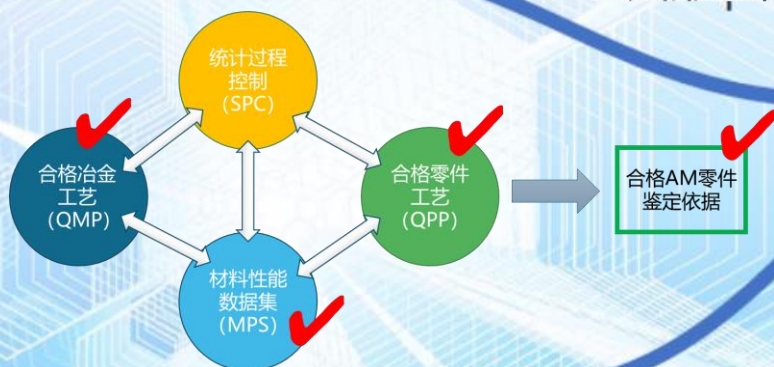 统计过程
控制
(SPC)
合格冶金
工艺
(QMP)
合格零件
工艺
(QPP)
合格AM零件
鉴定依据
材料性能
数据集
(MPS)